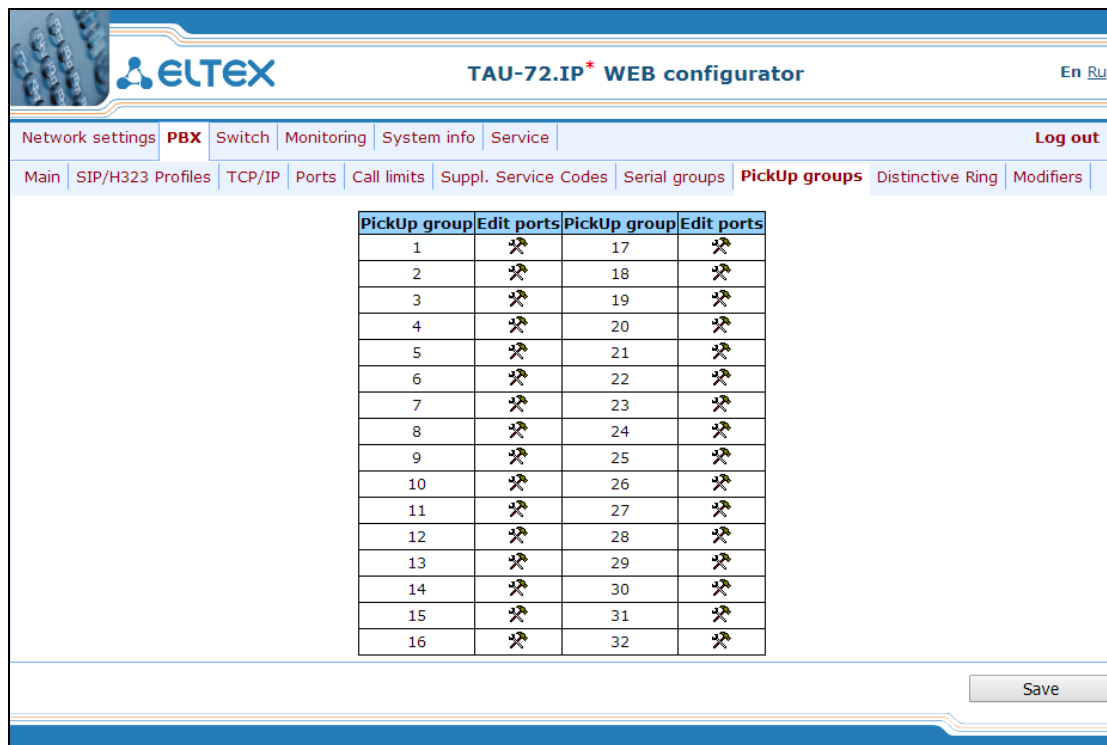 ELTEX
TAU-72.IP* WEB configurator
En Ru
Network settings PBX Switch Monitoring System info Service Log out
Main SIP/H323 Profiles TCP/IP Ports Call limits Suppl. Service Codes Serial groups PickUp groups Distinctive Ring Modifiers
PickUp group Edit ports PickUp group Edit ports
1 17
2 18
3 19
4 20
5 21
6 22
7 23
8 24
9 25
10 26
11 27
12 28
13 29
14 30
15 31
16 32
Save